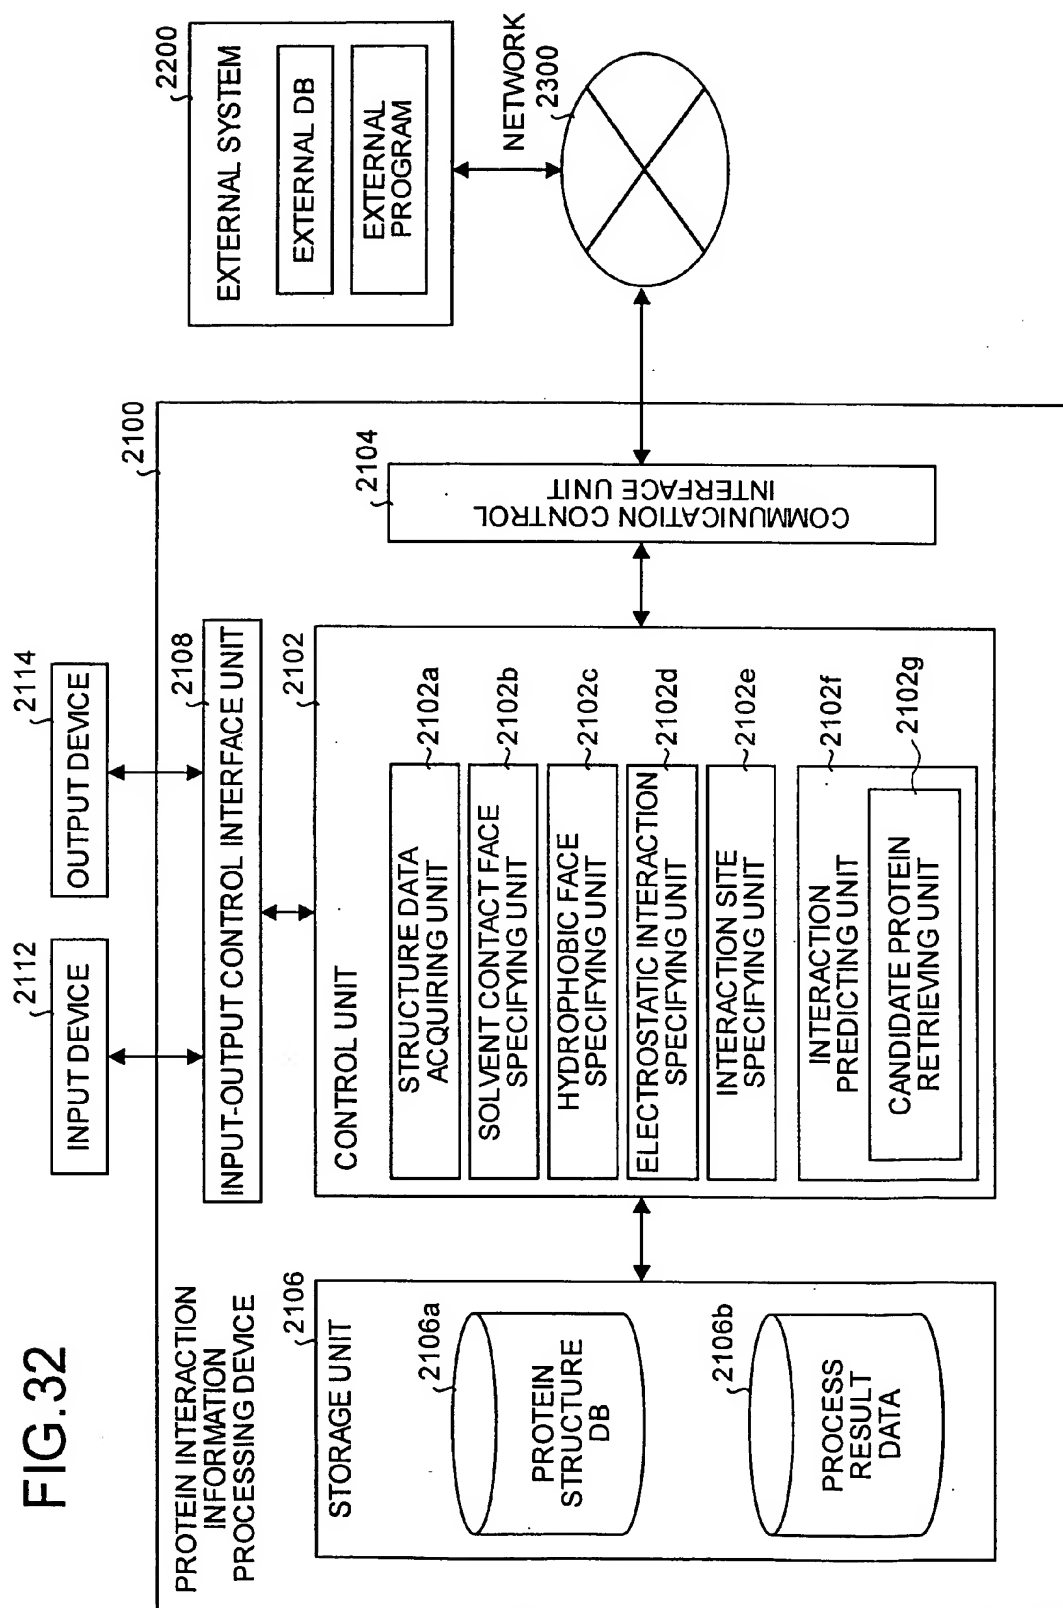 FIG.32
PROTEIN INTERACTION
INFORMATION
PROCESSING DEVICE
2112
INPUT DEVICE
2114
OUTPUT DEVICE
2100
2108
INPUT-OUTPUT CONTROL INTERFACE UNIT
2106
STORAGE UNIT
2106a
PROTEIN
STRUCTURE
DB
2106b
PROCESS
RESULT
DATA
2102
CONTROL UNIT
STRUCTURE DATA
ACQUIRING UNIT
2102a
SOLVENT CONTACT FACE
SPECIFYING UNIT
2102b
HYDROPHOBIC FACE
SPECIFYING UNIT
2102c
ELECTROSTATIC INTERACTION
SPECIFYING UNIT
2102d
INTERACTION SITE
SPECIFYING UNIT
2102e
INTERACTION
PREDICTING UNIT
2102f
CANDIDATE PROTEIN
RETRIEVING UNIT
2102g
2104
COMMUNICATION CONTROL
INTERFACE UNIT
2200
EXTERNAL SYSTEM
EXTERNAL DB
EXTERNAL
PROGRAM
NETWORK
2300